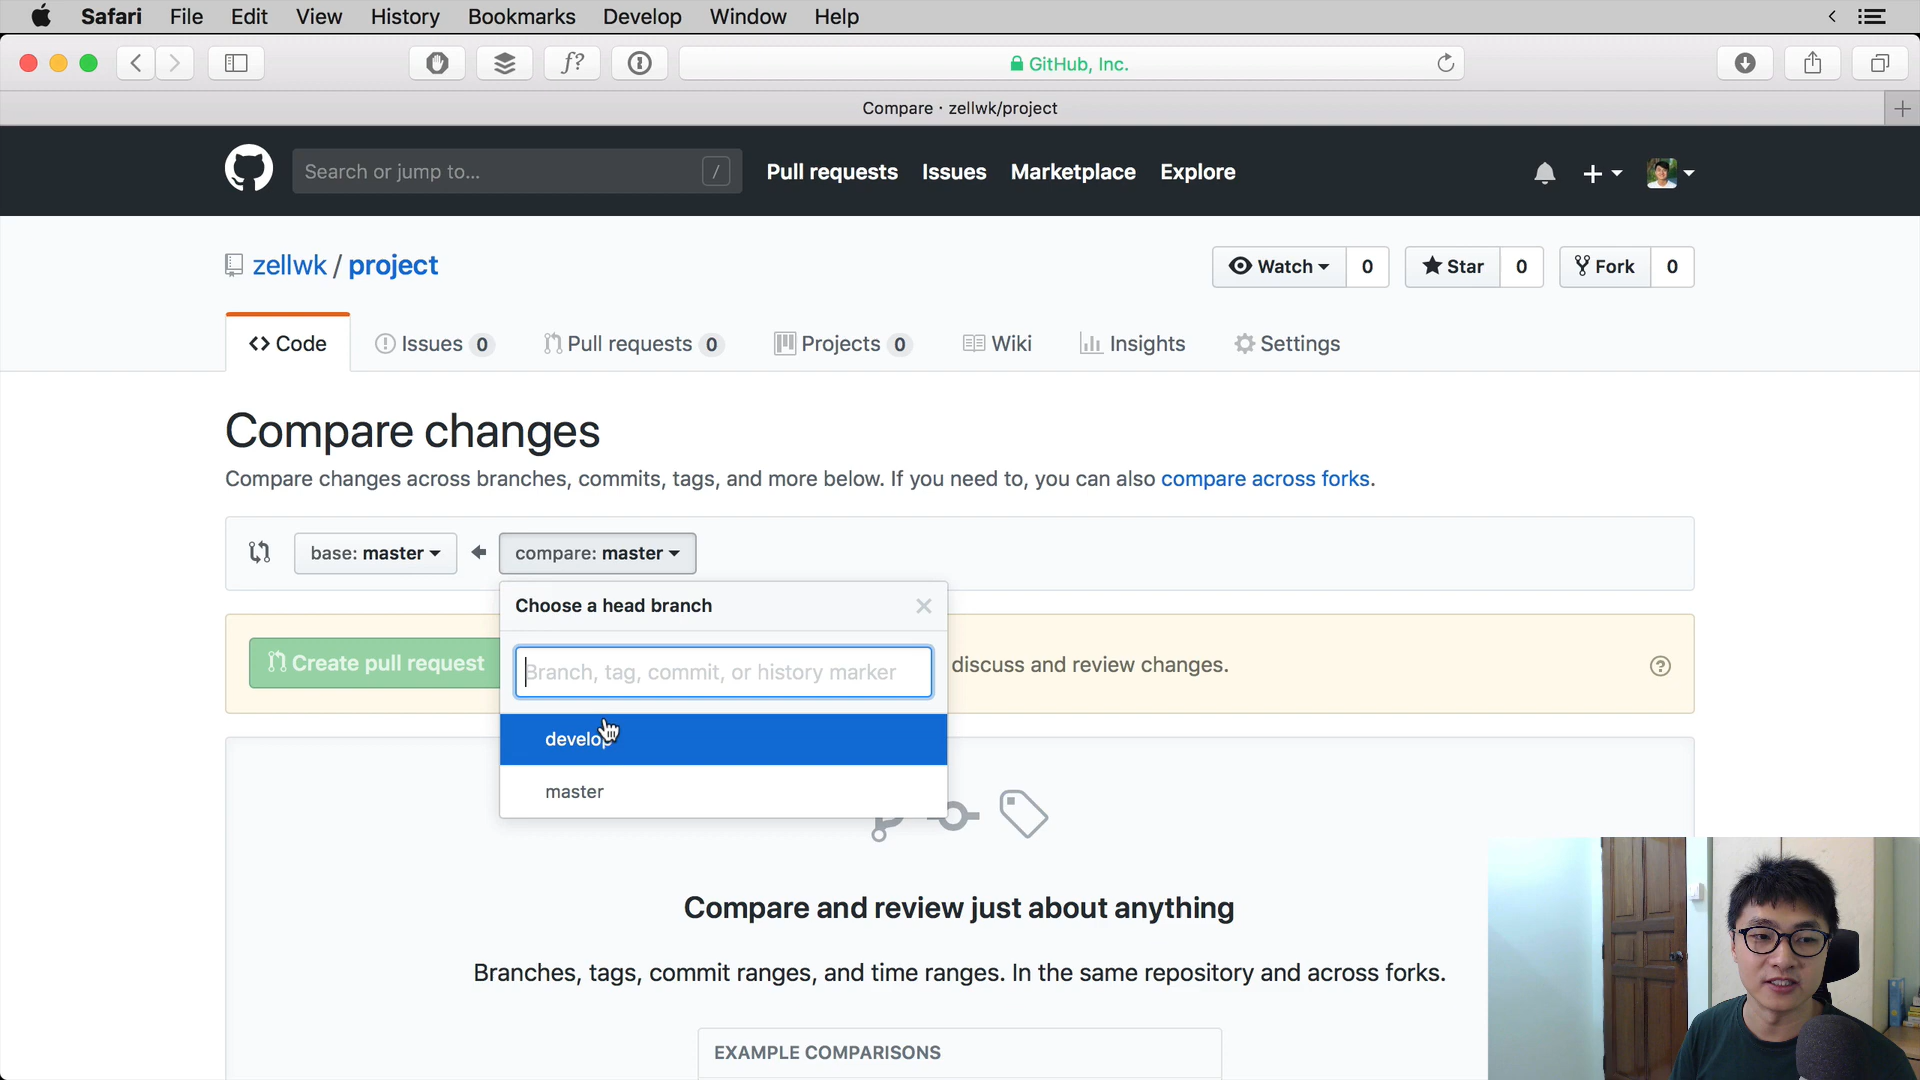 Safari File Edit View History Bookmarks Develop Window Help
f?
GitHub, Inc.
Compare · zellwk/project
Search or jump to... /
Pull requests Issues Marketplace Explore
zellwk / project
Watch 0 Star 0 Fork 0
Code Issues 0 Pull requests 0 Projects 0 Wiki Insights Settings
Compare changes
Compare changes across branches, commits, tags, and more below. If you need to, you can also compare across forks.
base: master compare: master
Choose a head branch
Create pull request discuss and review changes.
Branch, tag, commit, or history marker
develop
master
Compare and review just about anything
Branches, tags, commit ranges, and time ranges. In the same repository and across forks.
EXAMPLE COMPARISONS